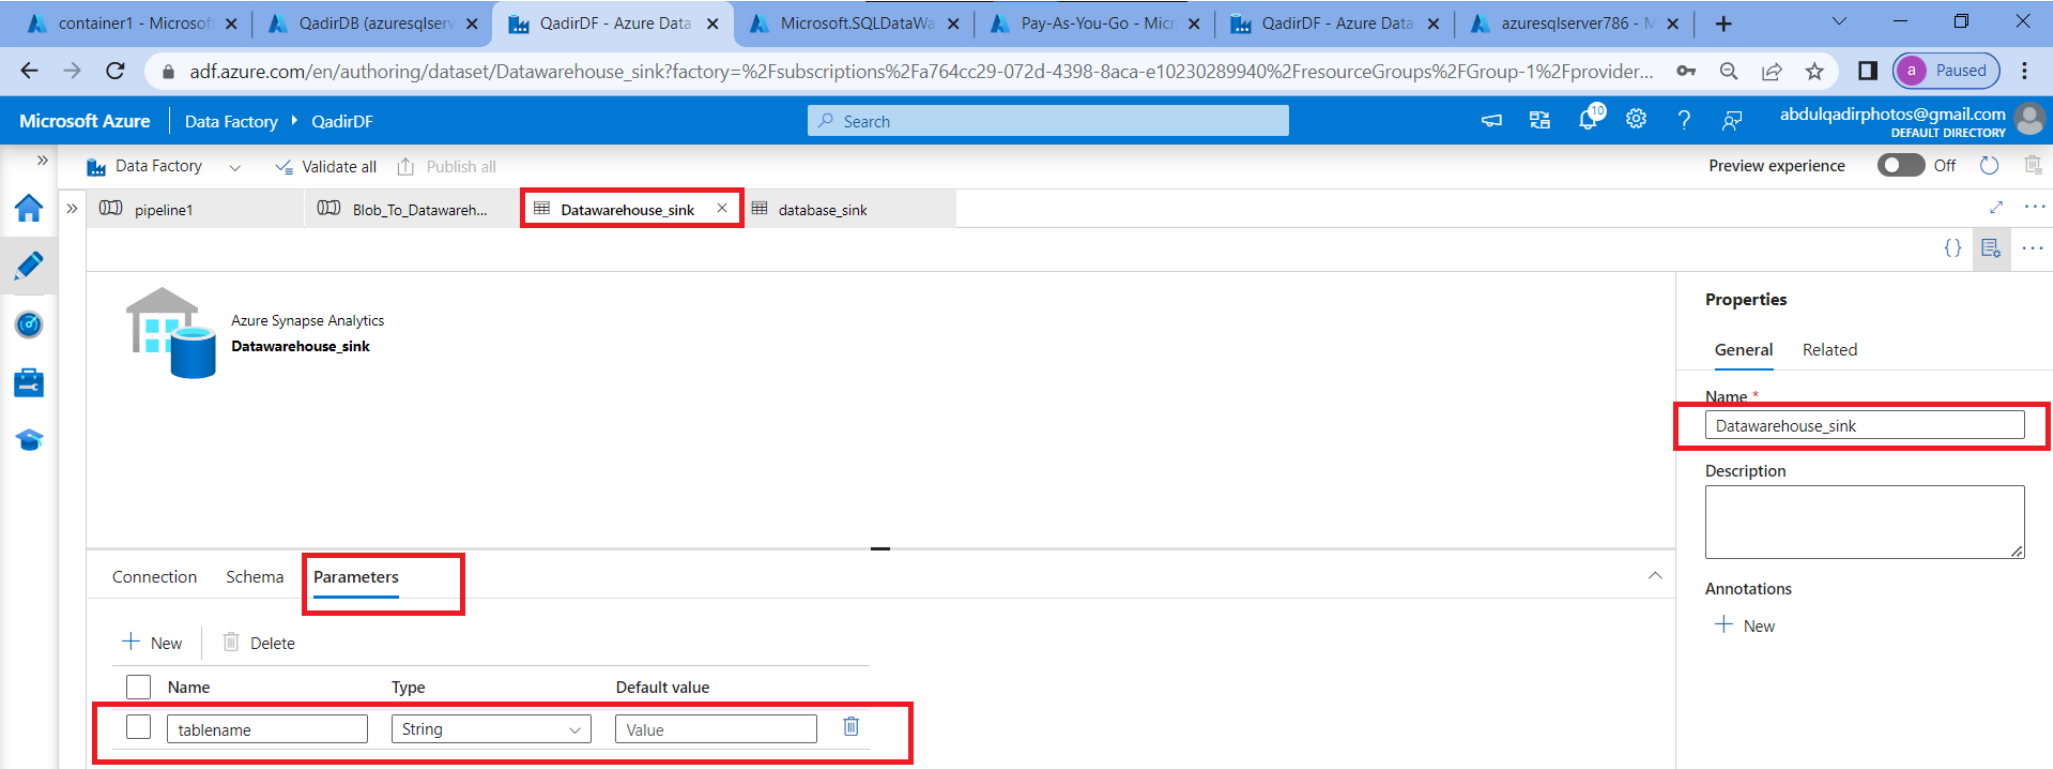 container1 - Microsoft
QadirDB (azuresqlserv
QadirDF - Azure Data
Microsoft.SQLDataWa
Pay-As-You-Go - Micr
QadirDF - Azure Data
azuresqlserver786 - M
adf.azure.com/en/authoring/dataset/Datawarehouse_sink?factory=%2Fsubscriptions%2Fa764cc29-072d-4398-8aca-e10230289940%2FresourceGroups%2FGroup-1%2Fprovider...
a Paused
Microsoft Azure
Data Factory
QadirDF
Search
10
?
abdulqadirphotos@gmail.com
DEFAULT DIRECTORY
Data Factory
Validate all
Publish all
Preview experience
Off
pipeline1
Blob_To_Datawareh...
Datawarehouse_sink
database_sink
{}
Azure Synapse Analytics
Datawarehouse_sink
Properties
General
Related
Name *
Datawarehouse_sink
Description
Annotations
New
Connection
Schema
Parameters
New
Delete
Name
Type
Default value
tablename
String
Value